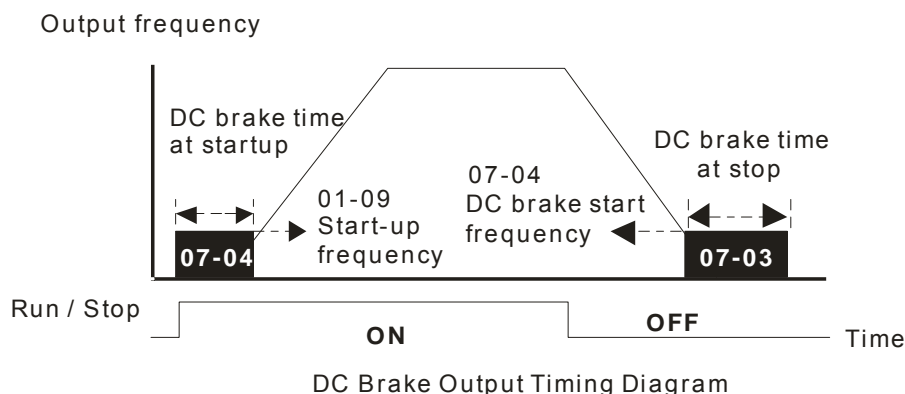 Output frequency
DC brake time
at startup
DC brake time
at stop
07-04
DC brake start
frequency
01-09
Start-up
frequency
07-04
07-03
Run / Stop
ON
OFF
Time
DC Brake Output Timing Diagram